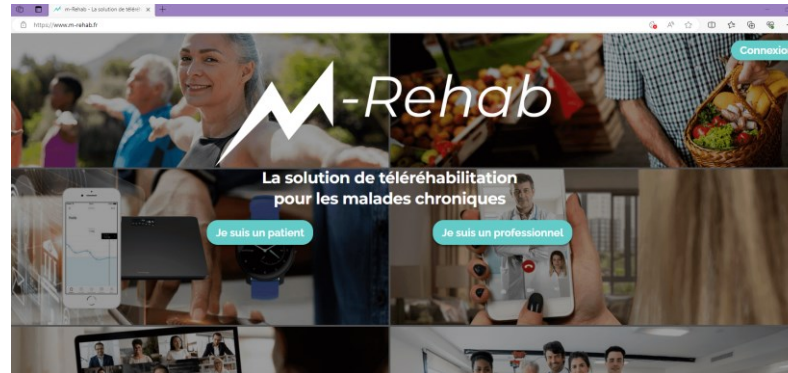 m-Rehab - La solution de téléré
https://www.m-rehab.fr
Connexio
M-Rehab
La solution de téléréhabilitation
pour les malades chroniques
Je suis un patient
Je suis un professionnel